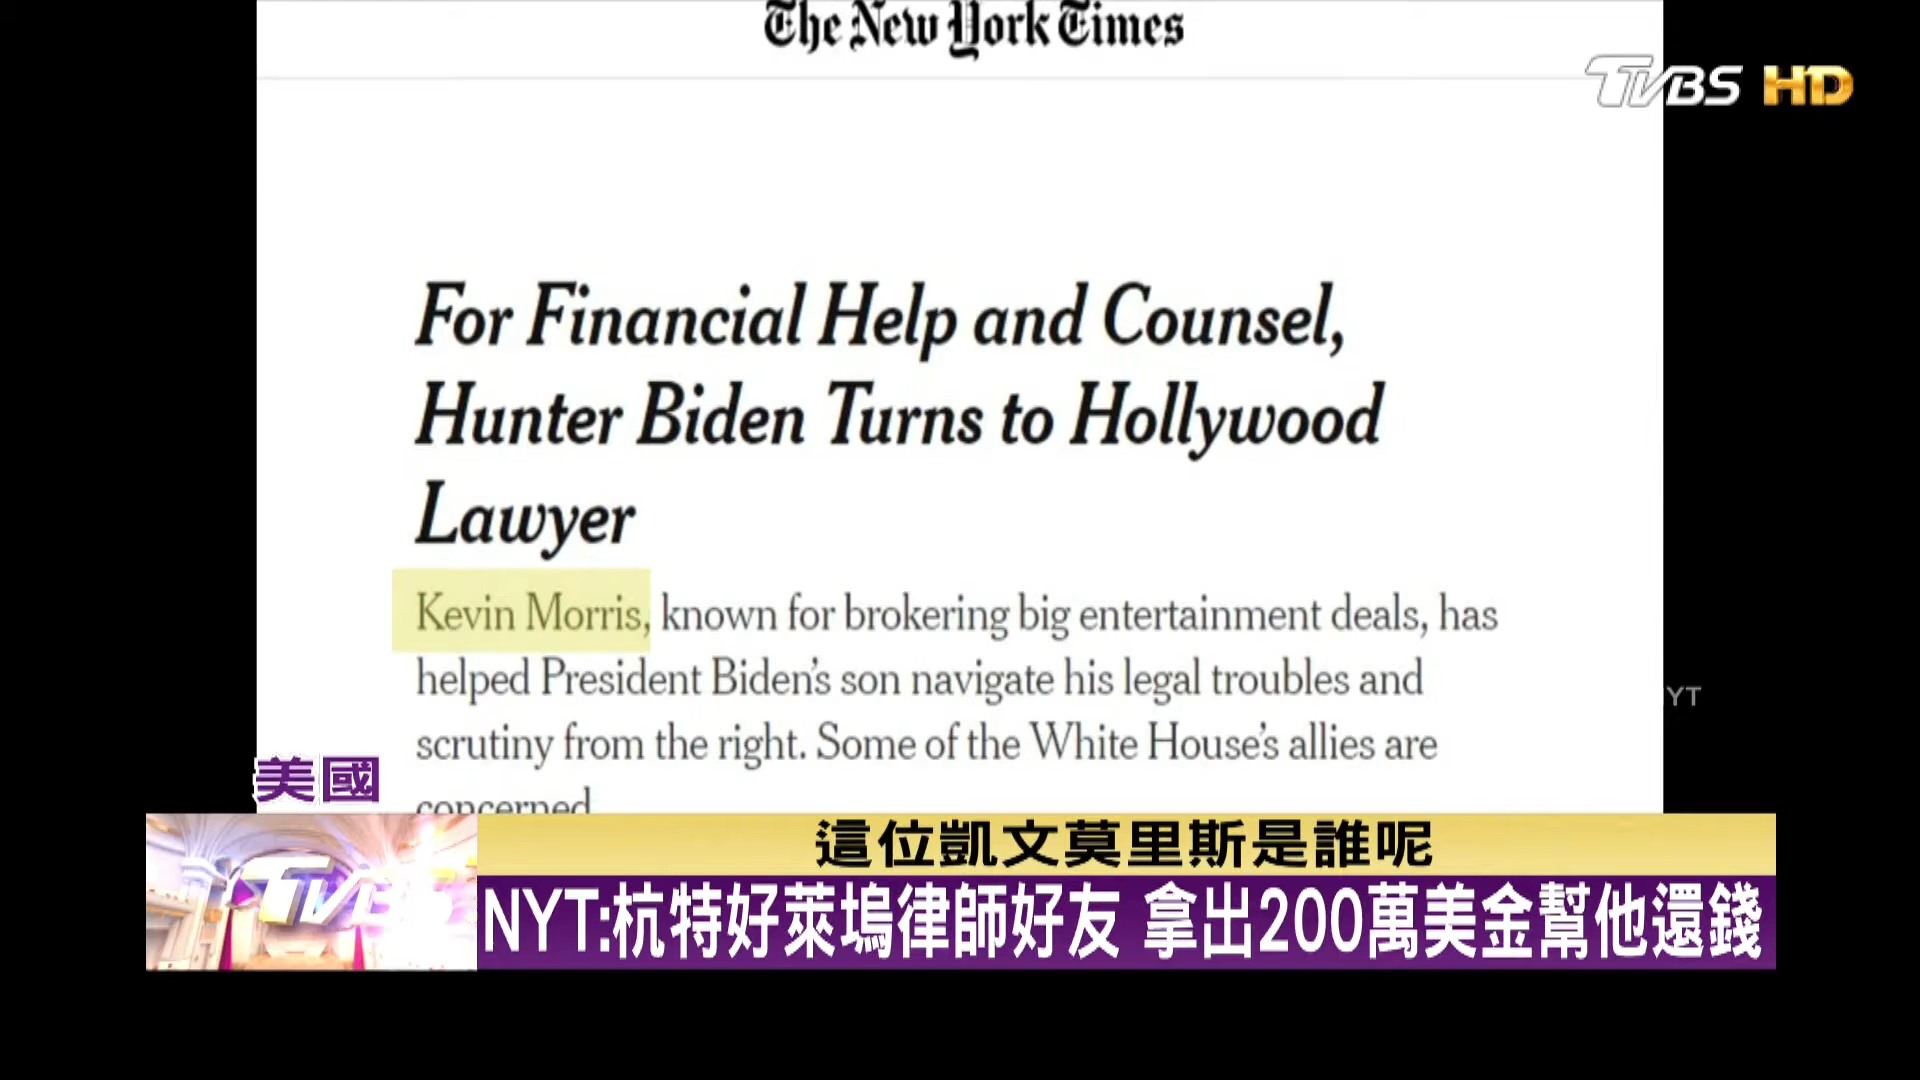 The New York Times
TVBS HD
For Financial Help and Counsel,
Hunter Biden Turns to Hollywood
Lawyer
Kevin Morris, known for brokering big entertainment deals, has
helped President Biden's son navigate his legal troubles and
YT
scrutiny from the right. Some of the White House's allies are
concerned
美國
這位凱文莫里斯是誰呢
TVBS
NYT:杭特好萊塢律師好友 拿出200萬美金幫他還錢